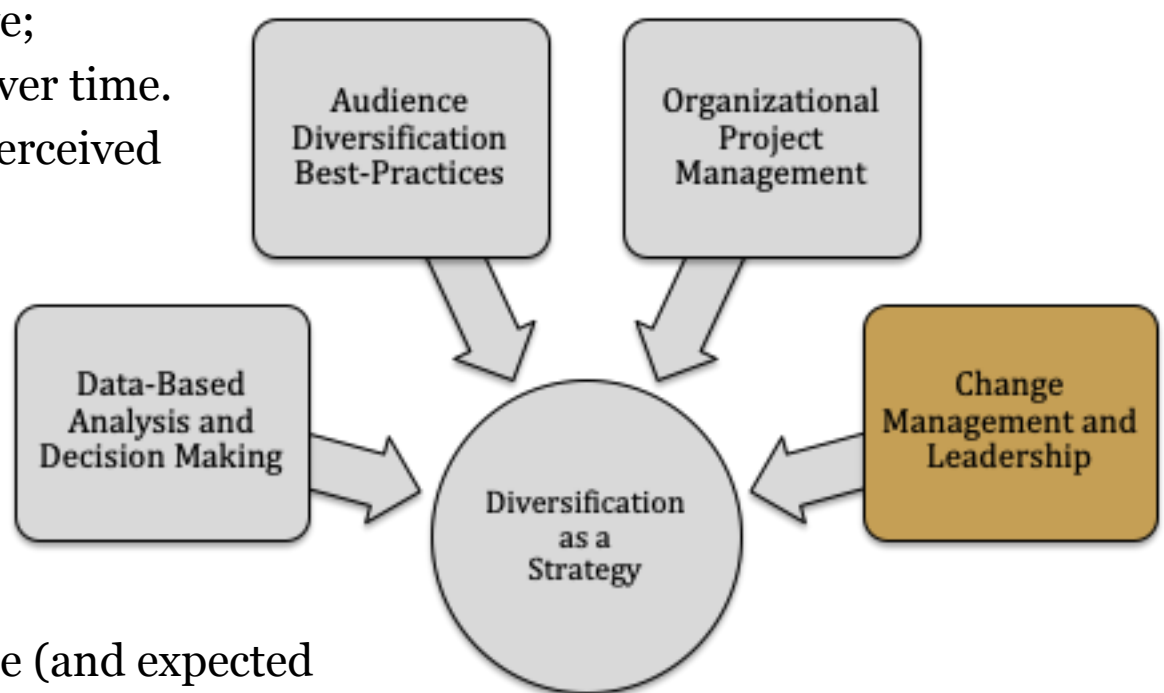 ver time.
Audience
Diversification
Best-Practices
Organizational
Project
Management
Data-Based
Analysis and
Decision Making
Change
Management and
Leadership
Diversification
as a
Strategy
(and expected